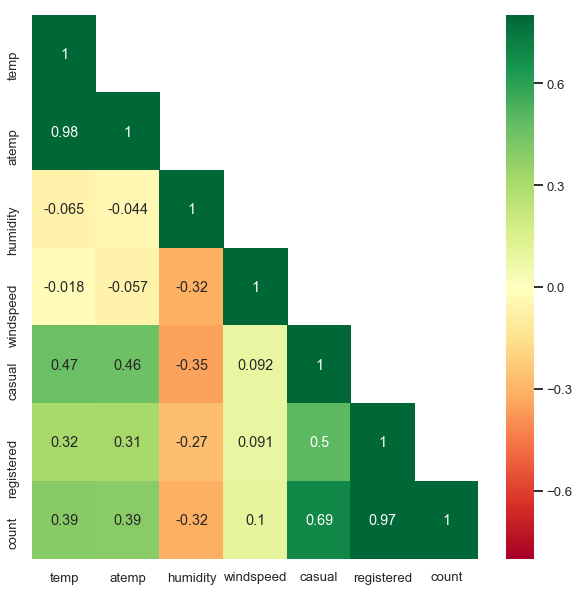 temp 1
atemp 0.98 1
humidity -0.065 -0.044 1
windspeed -0.018 -0.057 -0.32 1
casual 0.47 0.46 -0.35 0.092 1
registered 0.32 0.31 -0.27 0.091 0.5 1
count 0.39 0.39 -0.32 0.1 0.69 0.97 1
temp atemp humidity windspeed casual registered count
0.6
0.3
0.0
−0.3
−0.6